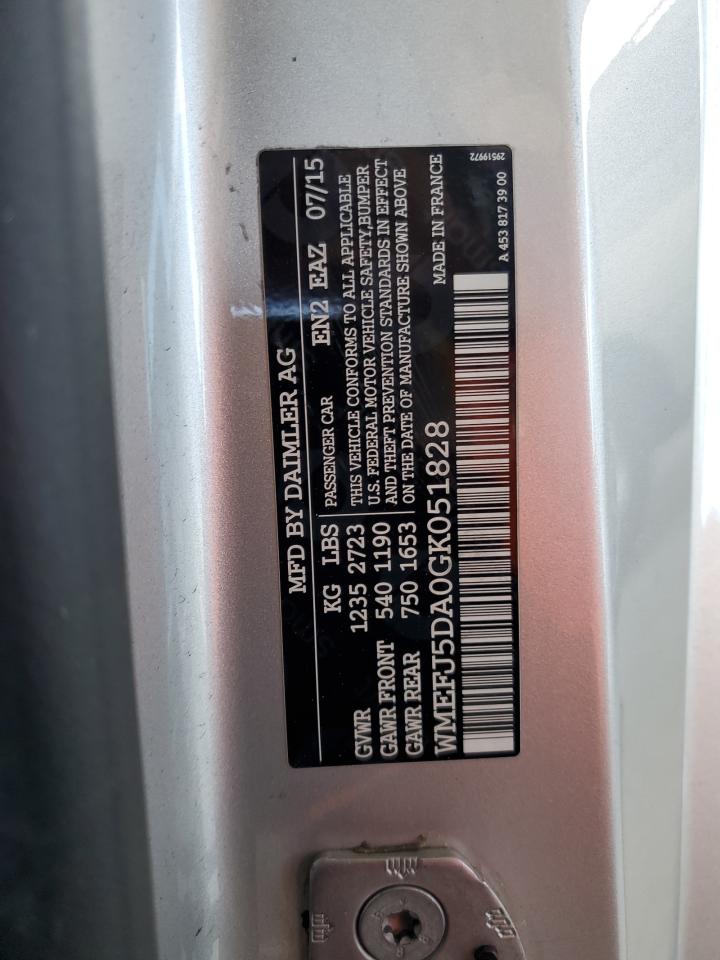 MFD BY DAIMLER AG EN2 EAZ 07/15
KG LBS PASSENGER CAR
GVWR 1235 2723 THIS VEHICLE CONFORMS TO ALL APPLICABLE
U.S. FEDERAL MOTOR VEHICLE SAFETY,BUMPER
GAWR FRONT 540 1190 AND THEFT PREVENTION STANDARDS IN EFFECT
GAWR REAR 750 1653 ON THE DATE OF MANUFACTURE SHOWN ABOVE
WMEFJ5DA0GK051828 MADE IN FRANCE
A 453 817 39 00
29519972